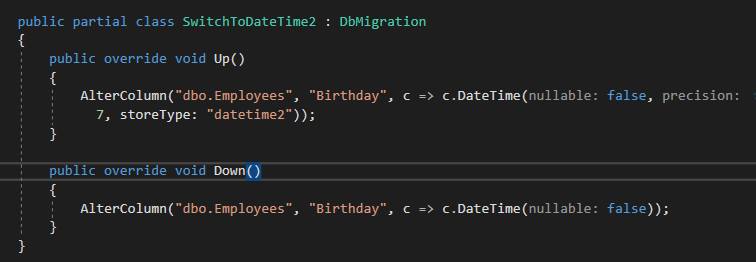 public partial class SwitchToDateTime2 : DbMigration
{
public override void Up()
{
AlterColumn("dbo.Employees", "Birthday", c => c.DateTime(nullable: false, precision:
7, storeType: "datetime2"));
}
public override void Down()
{
AlterColumn("dbo.Employees", "Birthday", c => c.DateTime(nullable: false));
}
}